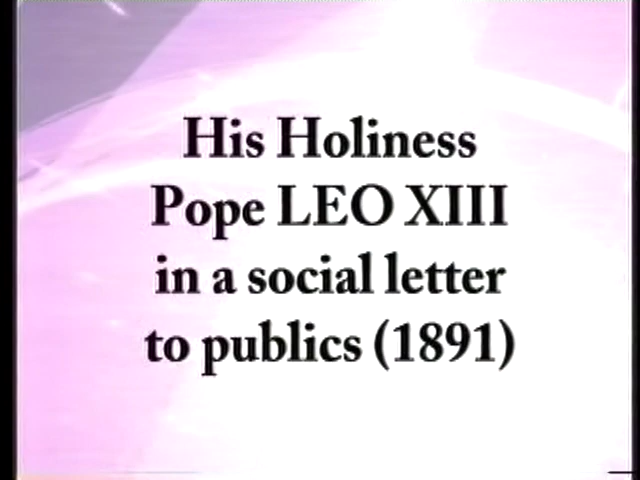 His Holiness
Pope LEO XIII
in a social letter
to publics (1891)